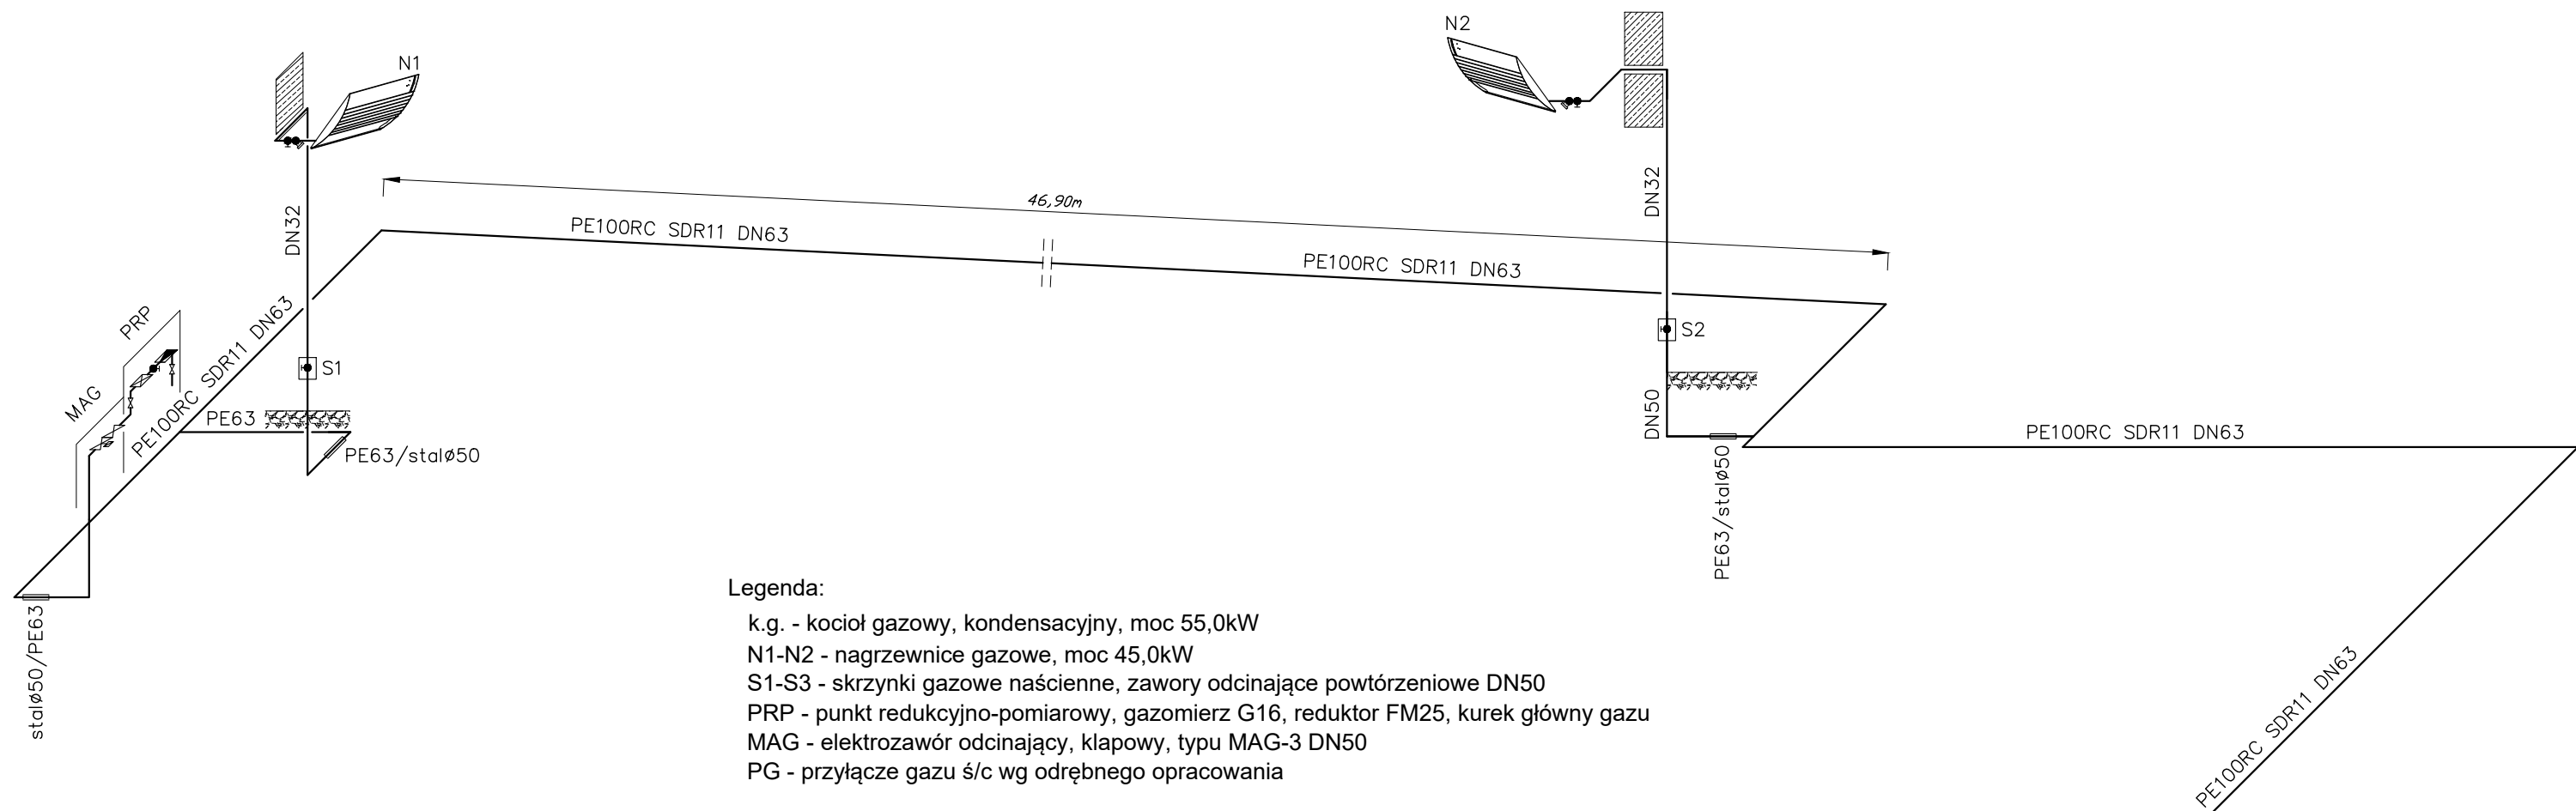 N2
N1
DN32
DN32
46,90m
PE100RC SDR11 DN63
PE100RC SDR11 DN63
PE100RC SDR11 DN63
PRP
MAG
S1
S2
PE63
PE63/stalø50
DN50
PE63/stalø50
PE100RC SDR11 DN63
stalø50/PE63
PE100RC SDR11 DN63
Legenda:
k.g. - kocioł gazowy, kondensacyjny, moc 55,0kW
N1-N2 - nagrzewnice gazowe, moc 45,0kW
S1-S3 - skrzynki gazowe naścienne, zawory odcinające powtórzeniowe DN50
PRP - punkt redukcyjno-pomiarowy, gazomierz G16, reduktor FM25, kurek główny gazu
MAG - elektrozawór odcinający, klapowy, typu MAG-3 DN50
PG - przyłącze gazu ś/c wg odrębnego opracowania